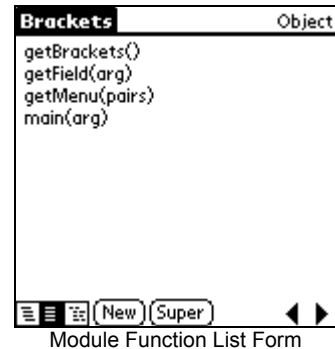 Brackets Object
getBrackets()
getField(arg)
getMenu(pairs)
main(arg)
New Super
Module Function List Form